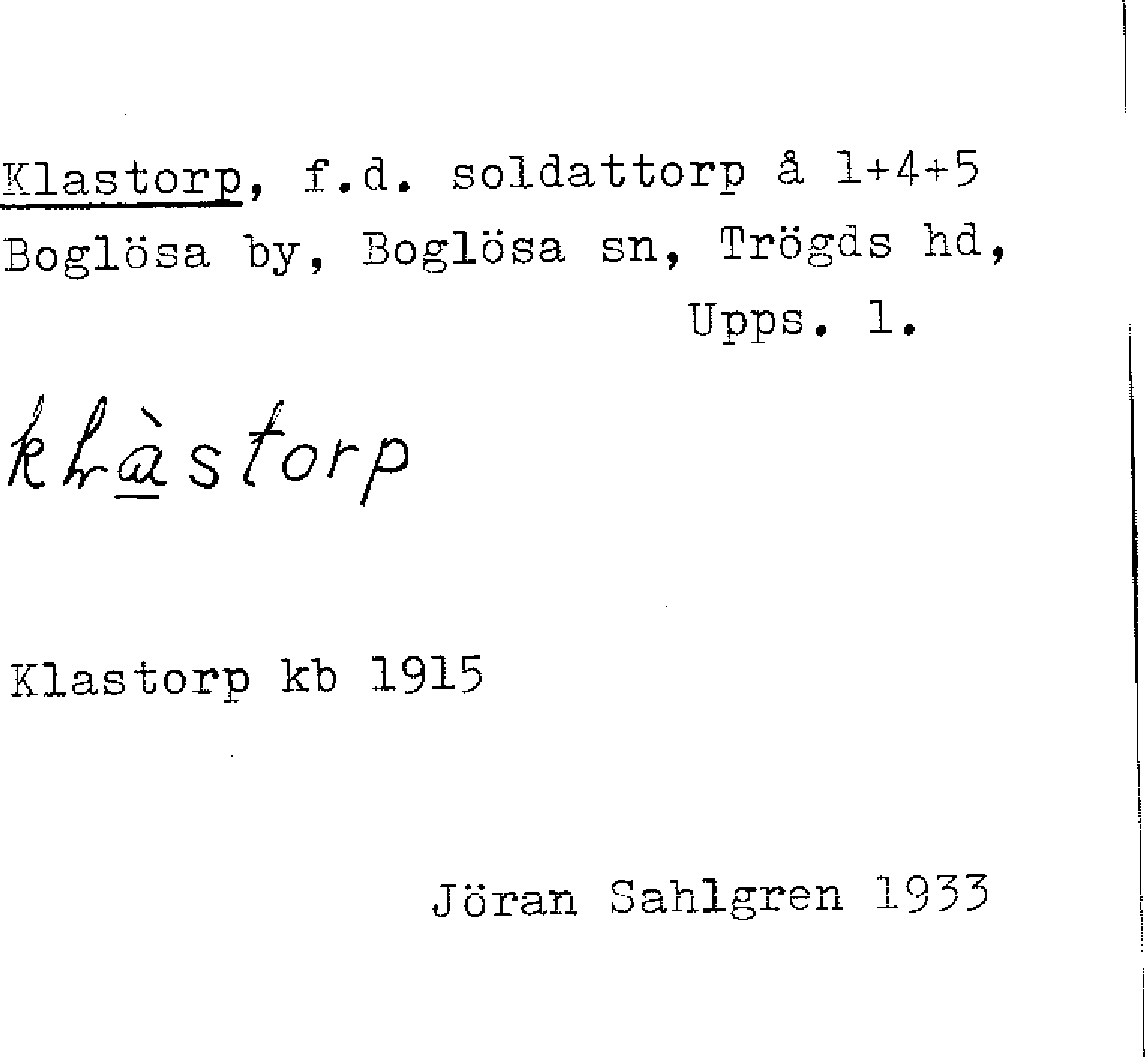 Klastorp, f.d. soldattorp å 1+4+5
Boglösa by, Boglösa sn, Trögds hd,
Upps. l.
klàstorp
Klastorp kb 1915
Jöran Sahlgren 1933